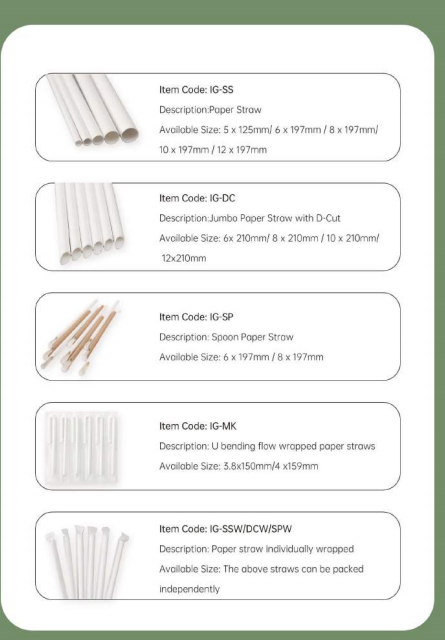 Item Code: IG-SS
Description:Paper Straw
Available Size: 5 x 125mm/ 6 x 197mm / 8 x 197mm/
10 x 197mm / 12 x 197mm
Item Code: IG-DC
Description:Jumbo Paper Straw with D-Cut
Available Size: 6x 210mm/ 8 x 210mm / 10 x 210mm/
12x210mm
Item Code: IG-SP
Description: Spoon Paper Straw
Available Size: 6 x 197mm / 8 x 197mm
Item Code: IG-MK
Description: U bending flow wrapped paper straws
Available Size: 3.8x150mm/4 x159mm
Item Code: IG-SSW/DCW/SPW
Description: Paper straw individually wrapped
Available Size: The above straws can be packed
independently